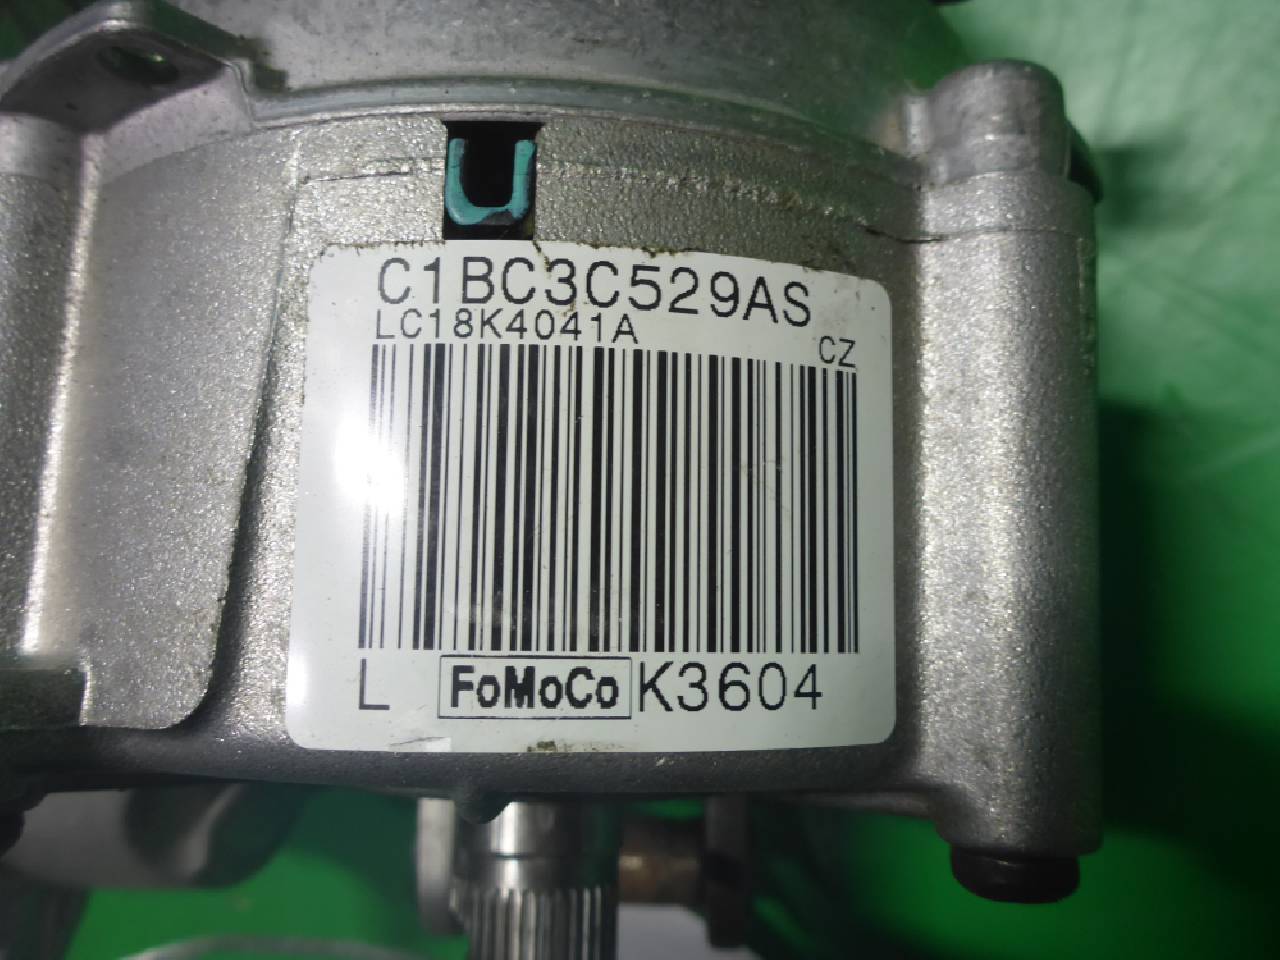 C1BC3C529AS
LC18K4041A
CZ
L FoMoCo K3604